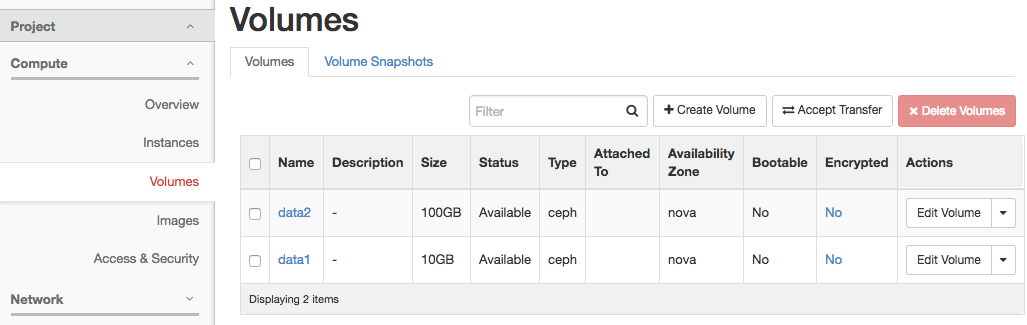 Project
Compute
Overview
Instances
Volumes
Images
Access & Security
Network
Volumes
Volumes Volume Snapshots
Filter Create Volume Accept Transfer Delete Volumes
Name Description Size Status Type Attached To Availability Zone Bootable Encrypted Actions
data2 - 100GB Available ceph nova No No Edit Volume
data1 - 10GB Available ceph nova No No Edit Volume
Displaying 2 items